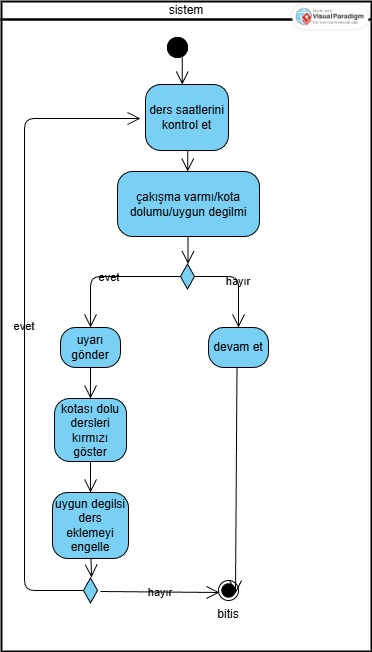 sistem
Visual Paradigm
ders saatlerini
kontrol et
çakışma varmı/kota
dolumu/uygun degilmi
evet
hayır
evet
uyarı
gönder
devam et
kotası dolu
dersleri
kırmızı
göster
uygun degilsi
ders
eklemeyi
engelle
hayır
bitis